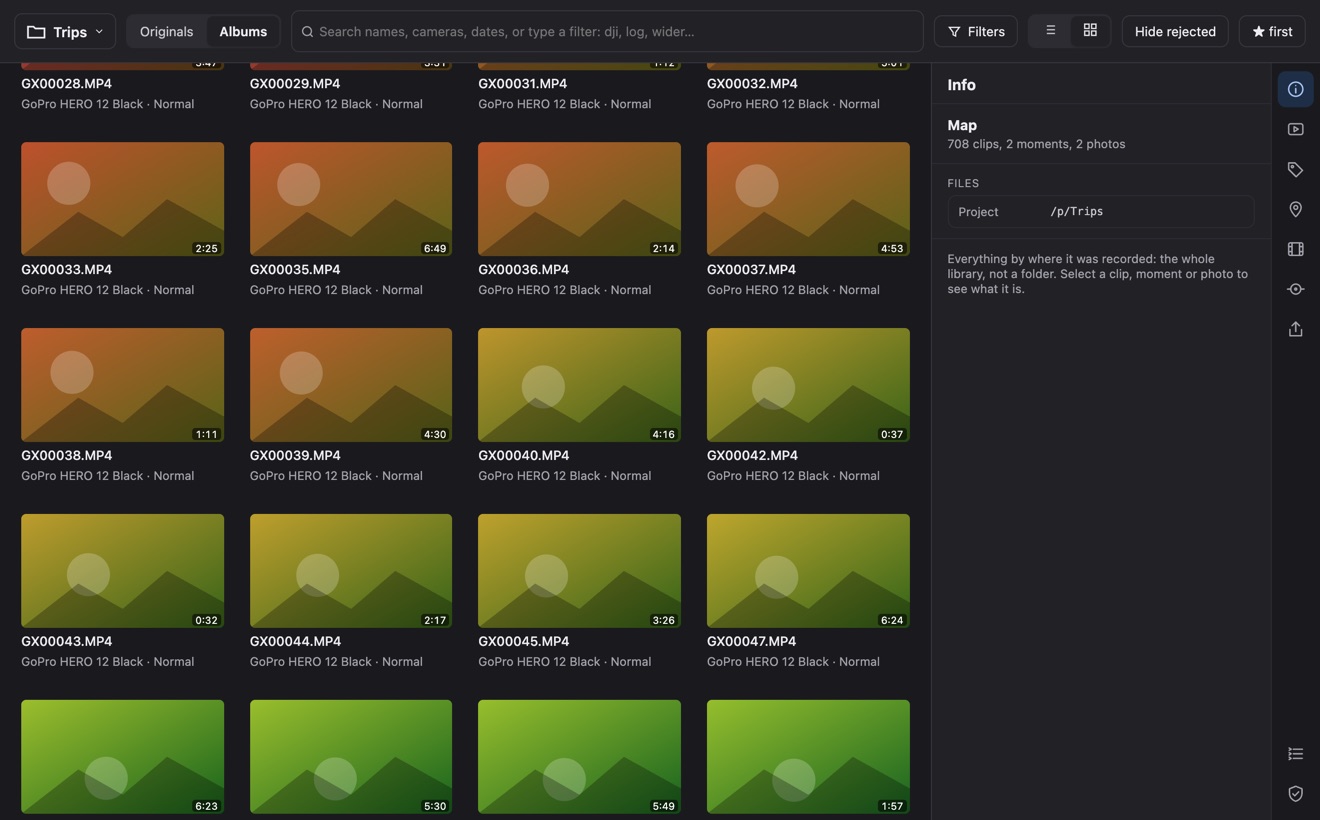 Trips
Originals
Albums
Search names, cameras, dates, or type a filter: dji, log, wider...
Filters
Hide rejected
★ first
GX00028.MP4
GoPro HERO 12 Black · Normal
GX00029.MP4
GoPro HERO 12 Black · Normal
GX00031.MP4
GoPro HERO 12 Black · Normal
GX00032.MP4
GoPro HERO 12 Black · Normal
2:25
GX00033.MP4
GoPro HERO 12 Black · Normal
6:49
GX00035.MP4
GoPro HERO 12 Black · Normal
2:14
GX00036.MP4
GoPro HERO 12 Black · Normal
4:53
GX00037.MP4
GoPro HERO 12 Black · Normal
1:11
GX00038.MP4
GoPro HERO 12 Black · Normal
4:30
GX00039.MP4
GoPro HERO 12 Black · Normal
4:16
GX00040.MP4
GoPro HERO 12 Black · Normal
0:37
GX00042.MP4
GoPro HERO 12 Black · Normal
0:32
GX00043.MP4
GoPro HERO 12 Black · Normal
2:17
GX00044.MP4
GoPro HERO 12 Black · Normal
3:26
GX00045.MP4
GoPro HERO 12 Black · Normal
6:24
GX00047.MP4
GoPro HERO 12 Black · Normal
6:23
5:30
5:49
1:57
Info
Map
708 clips, 2 moments, 2 photos
FILES
Project /p/Trips
Everything by where it was recorded: the whole
library, not a folder. Select a clip, moment or photo to
see what it is.